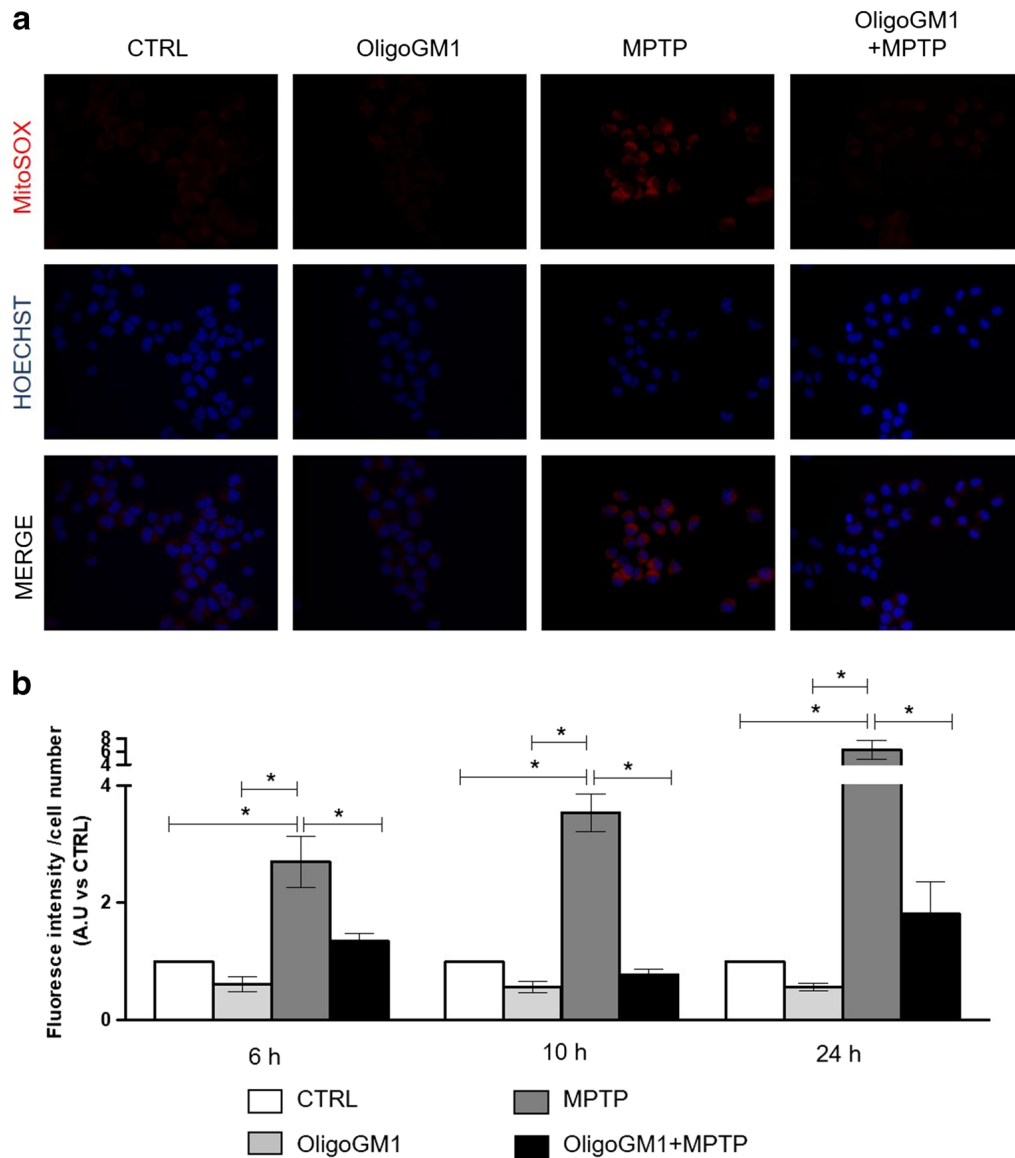 a
CTRL
OligoGM1
MPTP
OligoGM1
+MPTP
MitoSOX
HOECHST
MERGE
b
Fluoresce intensity /cell number
(A.U vs CTRL)
8
6
4
4
2
0
*
*
*
*
*
*
*
*
*
6 h
10 h
24 h
CTRL
MPTP
OligoGM1
OligoGM1+MPTP